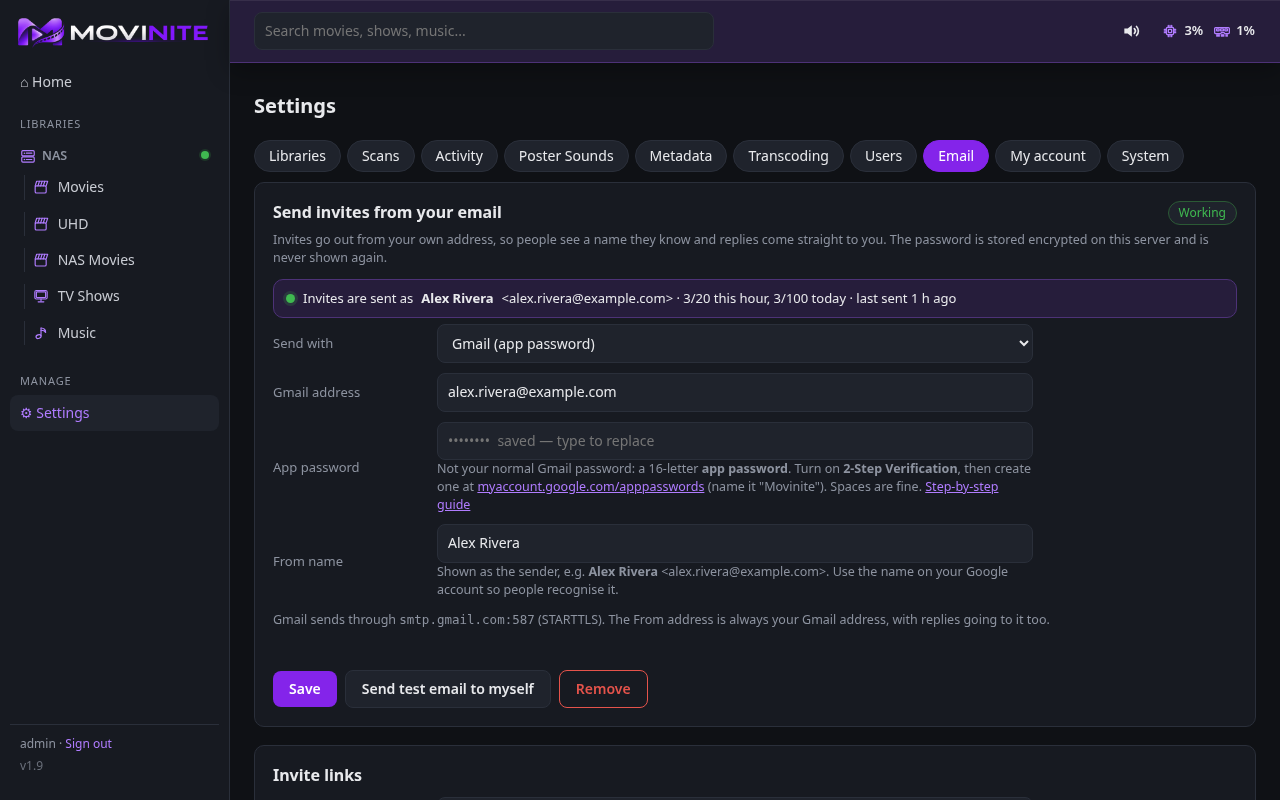 MOVINITE
Search movies, shows, music...
3%
1%
⌂ Home
LIBRARIES
NAS
Movies
UHD
NAS Movies
TV Shows
Music
MANAGE
⚙ Settings
admin · Sign out
v1.9
Settings
Libraries
Scans
Activity
Poster Sounds
Metadata
Transcoding
Users
Email
My account
System
Send invites from your email
Working
Invites go out from your own address, so people see a name they know and replies come straight to you. The password is stored encrypted on this server and is
never shown again.
Invites are sent as Alex Rivera <alex.rivera@example.com> · 3/20 this hour, 3/100 today · last sent 1 h ago
Send with
Gmail (app password)
Gmail address
alex.rivera@example.com
App password
•••••••• saved — type to replace
Not your normal Gmail password: a 16-letter app password. Turn on 2-Step Verification, then create
one at myaccount.google.com/apppasswords (name it "Movinite"). Spaces are fine. Step-by-step
guide
From name
Alex Rivera
Shown as the sender, e.g. Alex Rivera <alex.rivera@example.com>. Use the name on your Google
account so people recognise it.
Gmail sends through smtp.gmail.com:587 (STARTTLS). The From address is always your Gmail address, with replies going to it too.
Save
Send test email to myself
Remove
Invite links